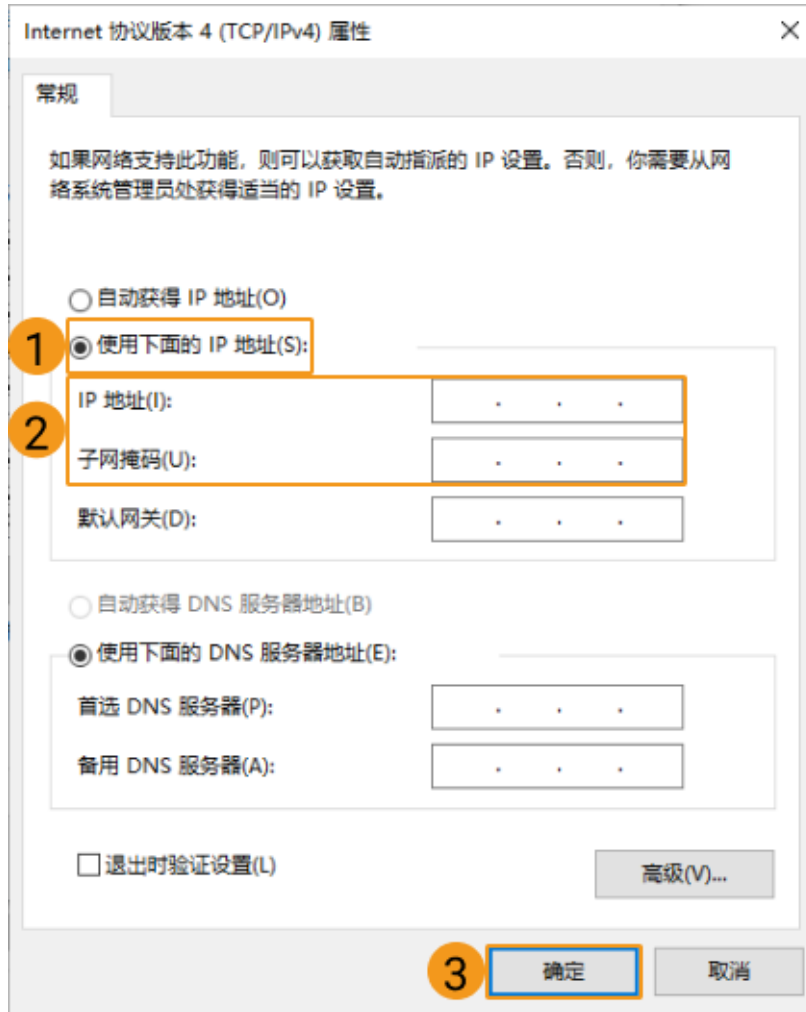 Internet 协议版本 4 (TCP/IPv4) 属性
常规
如果网络支持此功能，则可以获取自动指派的 IP 设置。否则，你需要从网
络系统管理员处获得适当的 IP 设置。
自动获得 IP 地址(O)
1 使用下面的 IP 地址(S):
IP 地址(I): . . .
2
子网掩码(U): . . .
默认网关(D): . . .
自动获得 DNS 服务器地址(B)
使用下面的 DNS 服务器地址(E):
首选 DNS 服务器(P): . . .
备用 DNS 服务器(A): . . .
退出时验证设置(L)
高级(V)...
3 确定 取消